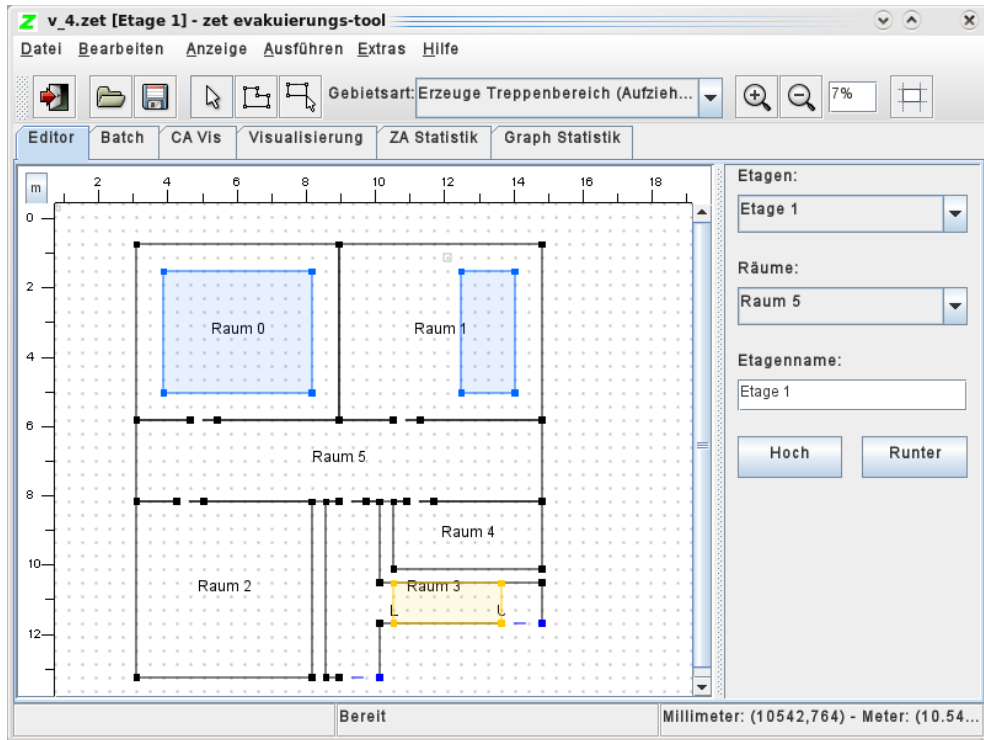 v_4.zet [Etage 1] - zet evakuierungs-tool
Datei Bearbeiten Anzeige Ausführen Extras Hilfe
Gebietsart: Erzeuge Treppenbereich (Aufzieh... 7%
Editor Batch CA Vis Visualisierung ZA Statistik Graph Statistik
m 2 4 6 8 10 12 14 16 18
0
2
4
6
8
10
12
Raum 0
Raum 1
Raum 5
Raum 4
Raum 2
Raum 3
L U
Etagen:
Etage 1
Räume:
Raum 5
Etagenname:
Etage 1
Hoch Runter
Bereit Millimeter: (10542,764) - Meter: (10.54...